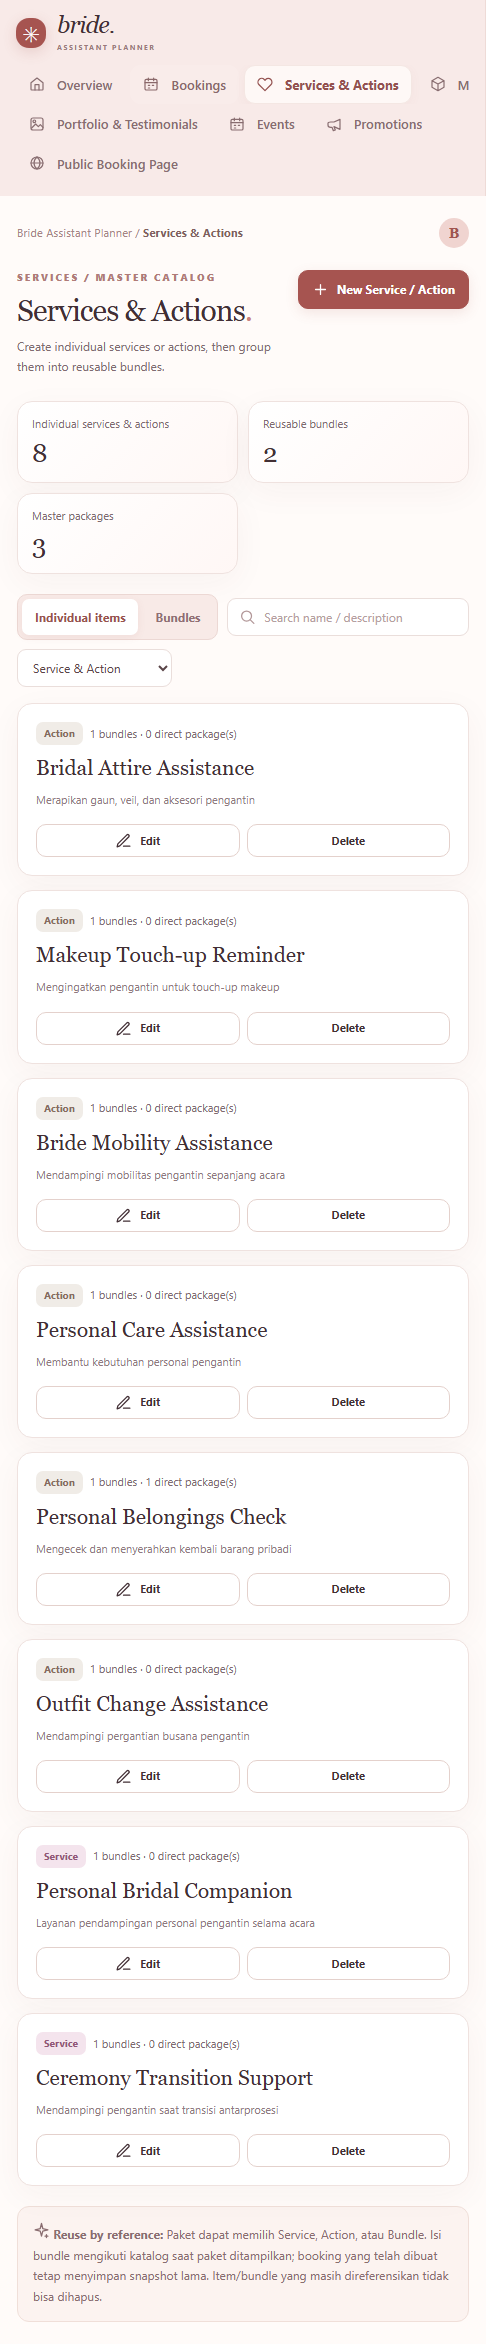 bride.
ASSISTANT PLANNER
Overview
Bookings
Services & Actions
M
Portfolio & Testimonials
Events
Promotions
Public Booking Page
Bride Assistant Planner / Services & Actions
B
SERVICES / MASTER CATALOG
Services & Actions.
Create individual services or actions, then group
them into reusable bundles.
+ New Service / Action
Individual services & actions
8
Reusable bundles
2
Master packages
3
Individual items
Bundles
Search name / description
Service & Action
Action 1 bundles · 0 direct package(s)
Bridal Attire Assistance
Merapikan gaun, veil, dan aksesori pengantin
Edit
Delete
Action 1 bundles · 0 direct package(s)
Makeup Touch-up Reminder
Mengingatkan pengantin untuk touch-up makeup
Edit
Delete
Action 1 bundles · 0 direct package(s)
Bride Mobility Assistance
Mendampingi mobilitas pengantin sepanjang acara
Edit
Delete
Action 1 bundles · 0 direct package(s)
Personal Care Assistance
Membantu kebutuhan personal pengantin
Edit
Delete
Action 1 bundles · 1 direct package(s)
Personal Belongings Check
Mengecek dan menyerahkan kembali barang pribadi
Edit
Delete
Action 1 bundles · 0 direct package(s)
Outfit Change Assistance
Mendampingi pergantian busana pengantin
Edit
Delete
Service 1 bundles · 0 direct package(s)
Personal Bridal Companion
Layanan pendampingan personal pengantin selama acara
Edit
Delete
Service 1 bundles · 0 direct package(s)
Ceremony Transition Support
Mendampingi pengantin saat transisi antarprosesi
Edit
Delete
Reuse by reference: Paket dapat memilih Service, Action, atau Bundle. Isi
bundle mengikuti katalog saat paket ditampilkan; booking yang telah dibuat
tetap menyimpan snapshot lama. Item/bundle yang masih direferensikan tidak
bisa dihapus.